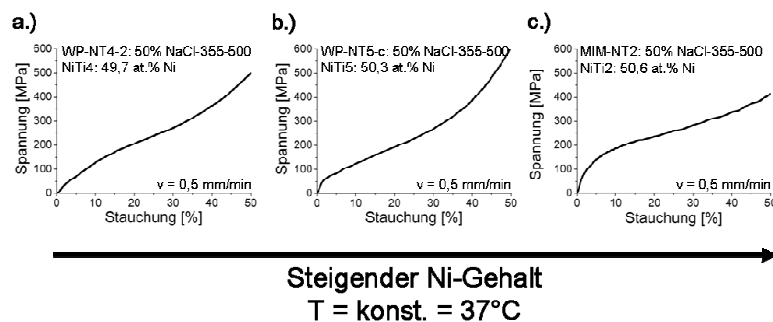 a.)
WP-NT4-2: 50% NaCl-355-500
NiTi4: 49,7 at.% Ni
600
500
400
300
200
100
0
Spannung [MPa]
v = 0,5 mm/min
0 10 20 30 40 50
Stauchung [%]
b.)
WP-NT5-c: 50% NaCl-355-500
NiTi5: 50,3 at.% Ni
600
500
400
300
200
100
0
Spannung [MPa]
v = 0,5 mm/min
0 10 20 30 40 50
Stauchung [%]
c.)
MIM-NT2: 50% NaCl-355-500
NiTi2: 50,6 at.% Ni
600
500
400
300
200
100
0
Spannung [MPa]
v = 0,5 mm/min
0 10 20 30 40 50
Stauchung [%]
Steigender Ni-Gehalt
T = konst. = 37°C